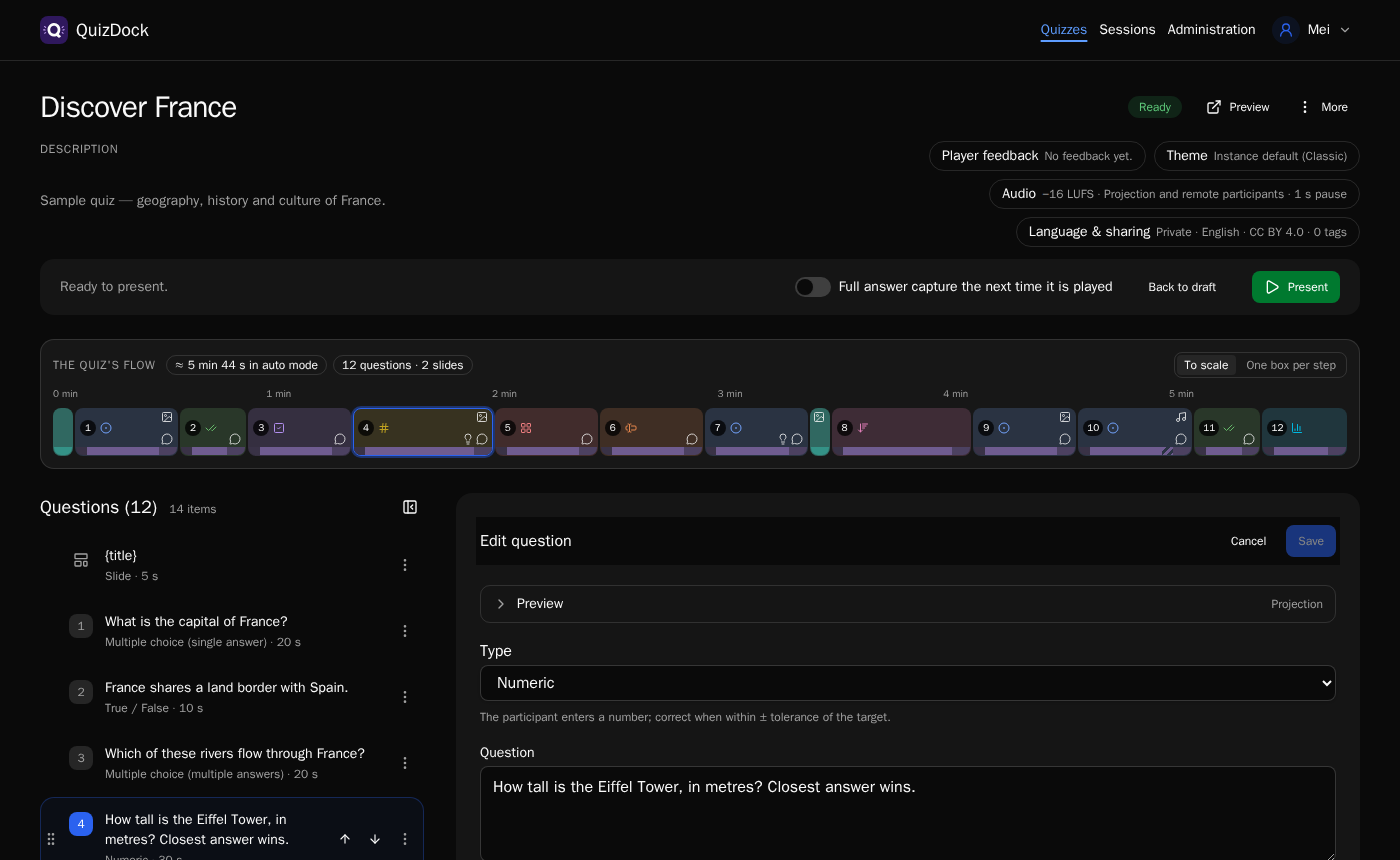 QuizDock
Quizzes Sessions Administration Mei
Discover France
Ready Preview More
DESCRIPTION
Player feedback No feedback yet. Theme Instance default (Classic)
Audio −16 LUFS · Projection and remote participants · 1 s pause
Sample quiz — geography, history and culture of France.
Language & sharing Private · English · CC BY 4.0 · 0 tags
Ready to present. Full answer capture the next time it is played Back to draft Present
THE QUIZ'S FLOW ≈ 5 min 44 s in auto mode 12 questions · 2 slides To scale One box per step
0 min 1 min 2 min 3 min 4 min 5 min
1 2 3 4 5 6 7 8 9 10 11 12
Questions (12) 14 items
{title}
Slide · 5 s
1 What is the capital of France?
Multiple choice (single answer) · 20 s
2 France shares a land border with Spain.
True / False · 10 s
3 Which of these rivers flow through France?
Multiple choice (multiple answers) · 20 s
4 How tall is the Eiffel Tower, in
metres? Closest answer wins.
Numeric · 30 s
Edit question Cancel Save
Preview Projection
Type
Numeric
The participant enters a number; correct when within ± tolerance of the target.
Question
How tall is the Eiffel Tower, in metres? Closest answer wins.